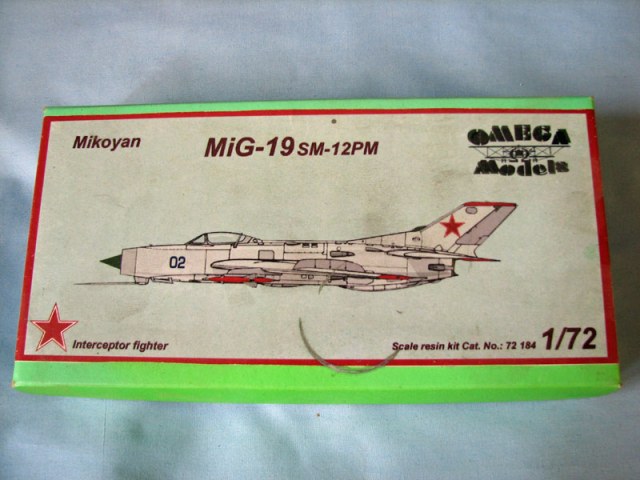 Mikoyan
MiG-19 SM-12PM
OMEGA
Models
02
Interceptor fighter
Scale resin kit Cat. No.: 72 184 1/72